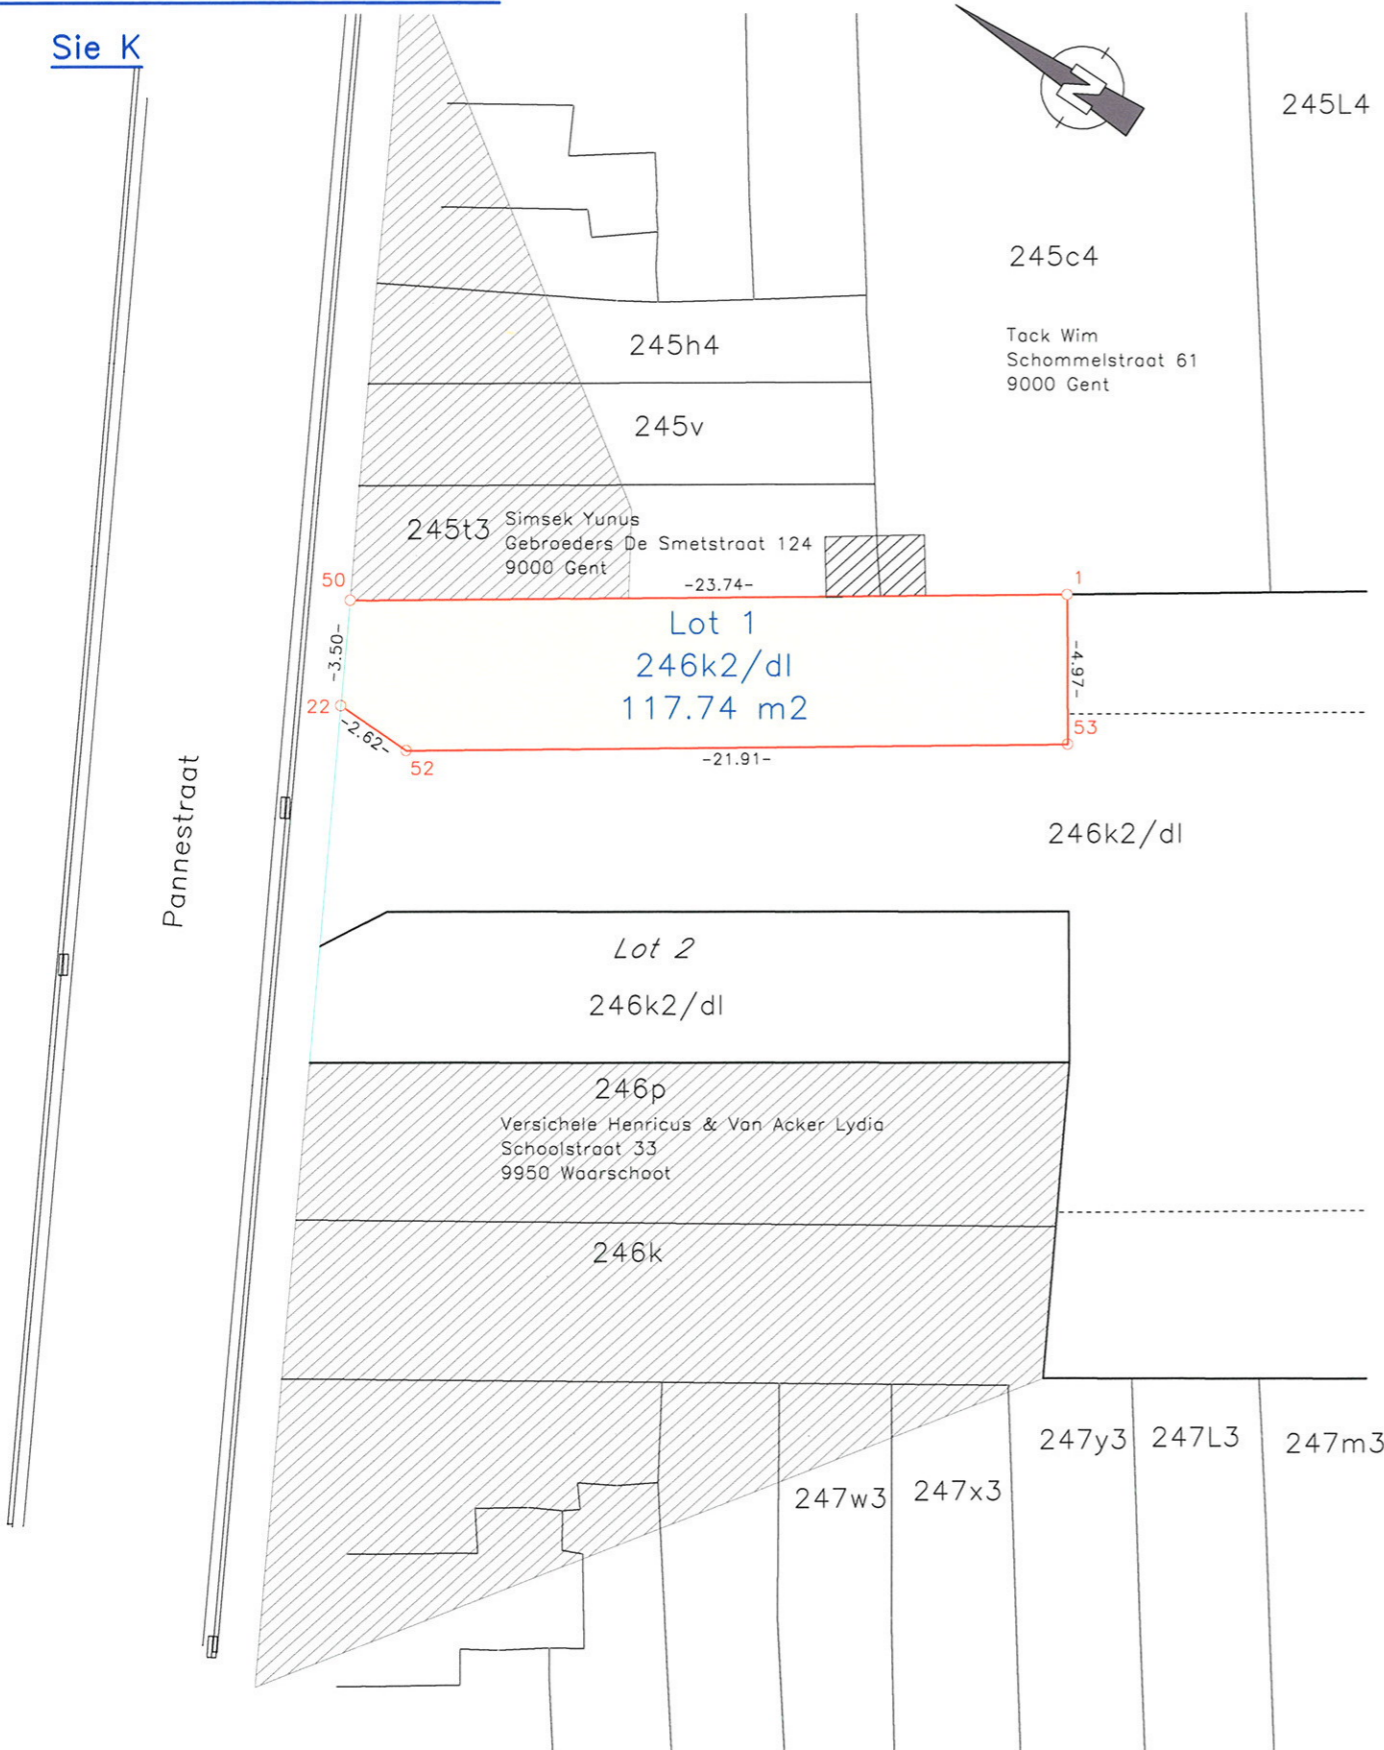 Sie K
N
245L4
245c4
Tack Wim
Schommelstraat 61
9000 Gent
245h4
245v
245t3
Simsek Yunus
Gebroeders De Smetstraat 124
9000 Gent
50
-23.74-
1
Lot 1
246k2/dl
117.74 m2
-3.50-
-4.97-
22
-2.62-
52
-21.91-
53
Pannestraat
246k2/dl
Lot 2
246k2/dl
246p
Versichele Henricus & Van Acker Lydia
Schoolstraat 33
9950 Waarschoot
246k
247w3
247x3
247y3
247L3
247m3